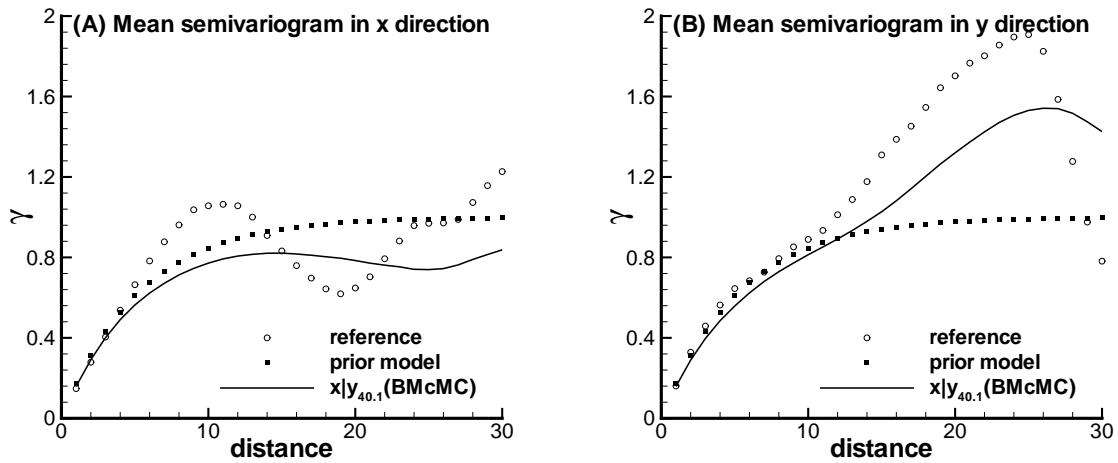 (A) Mean semivariogram in x direction
2
1.6
1.2
0.8
0.4
0
γ
reference
prior model
x|y40.1(BMcMC)
0
10
20
30
distance
(B) Mean semivariogram in y direction
2
1.6
1.2
0.8
0.4
0
γ
reference
prior model
x|y40.1(BMcMC)
0
10
20
30
distance